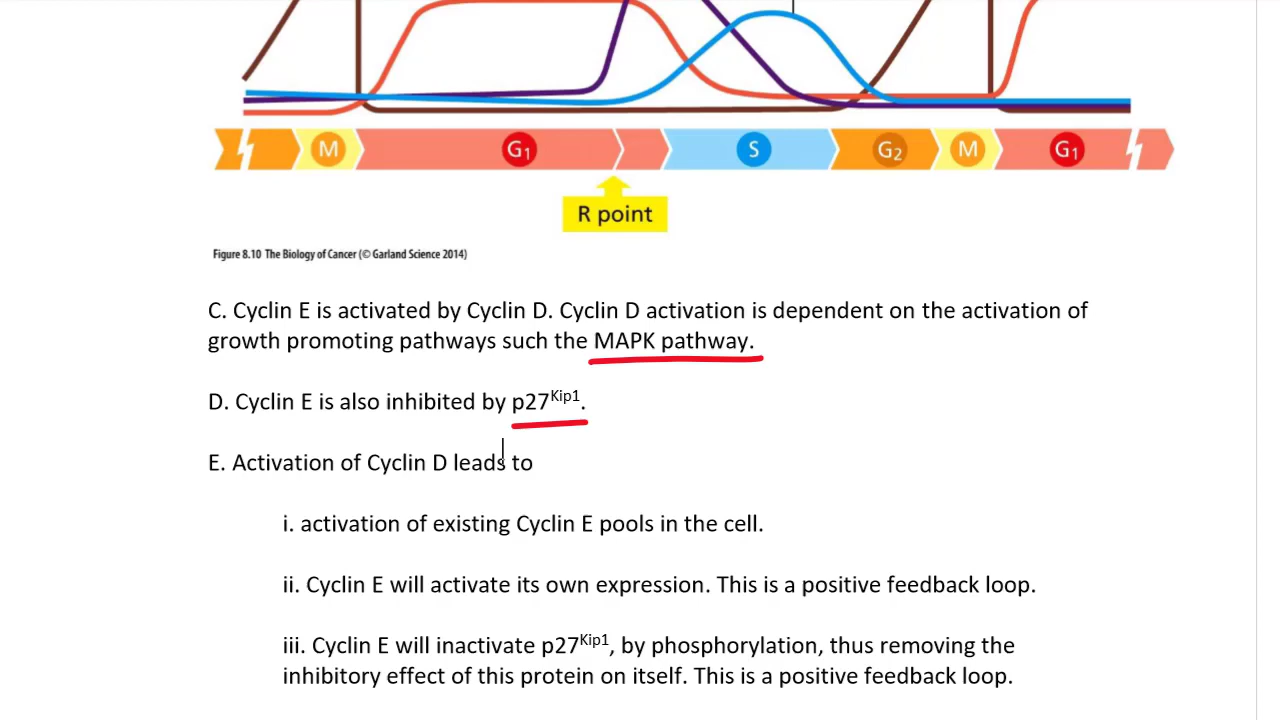 M G₁ S G₂ M G₁
R point
Figure 8.10 The Biology of Cancer (© Garland Science 2014)
C. Cyclin E is activated by Cyclin D. Cyclin D activation is dependent on the activation of
growth promoting pathways such the MAPK pathway.
D. Cyclin E is also inhibited by p27ᴷⁱᵖ¹.
E. Activation of Cyclin D leads to
i. activation of existing Cyclin E pools in the cell.
ii. Cyclin E will activate its own expression. This is a positive feedback loop.
iii. Cyclin E will inactivate p27ᴷⁱᵖ¹, by phosphorylation, thus removing the
inhibitory effect of this protein on itself. This is a positive feedback loop.